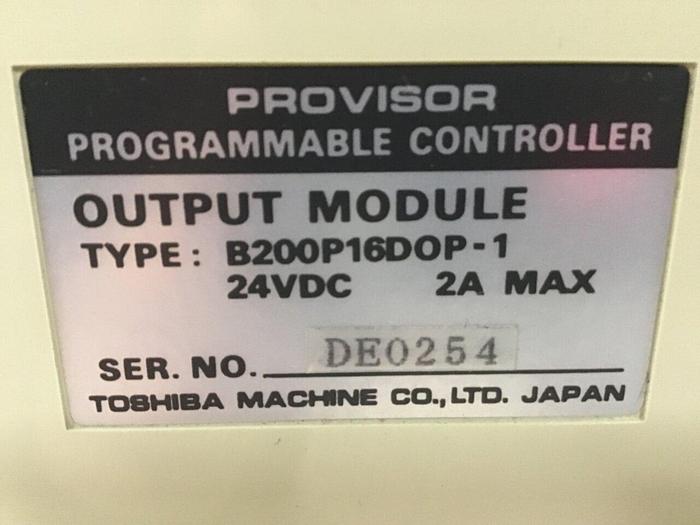 PROVISOR
PROGRAMMABLE CONTROLLER
OUTPUT MODULE
TYPE: B200P16DOP-1
24VDC 2A MAX
SER. NO. DE0254
TOSHIBA MACHINE CO., LTD. JAPAN